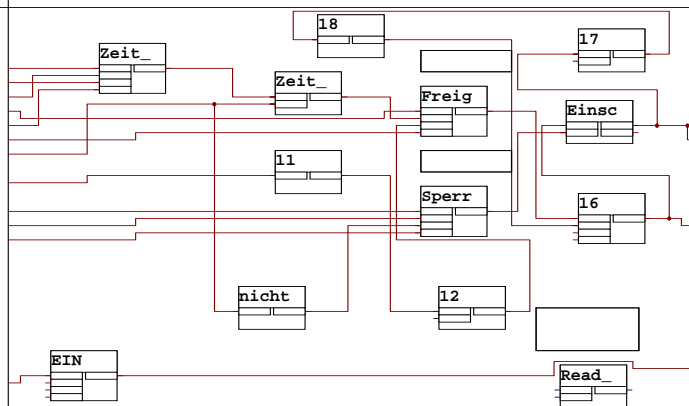 18
17
Zeit_
Zeit_
Freig
Einsc
11
Sperr
16
nicht
12
EIN
Read_